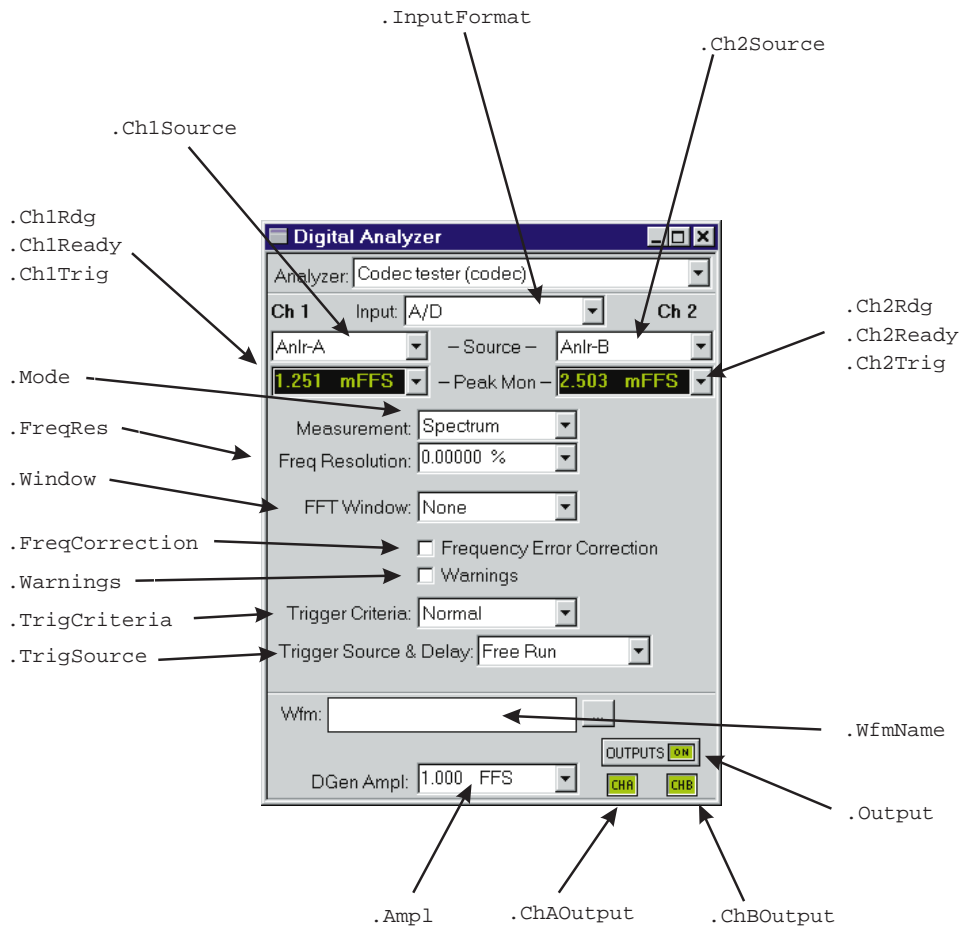 .InputFormat
.Ch2Source
.Ch1Source
.Ch1Rdg
.Ch1Ready
.Ch1Trig
Digital Analyzer
Analyzer: Codec tester (codec)
Ch 1 Input: A/D Ch 2
Anlr-A – Source – Anlr-B
1.251 mFFS – Peak Mon – 2.503 mFFS
.Ch2Rdg
.Ch2Ready
.Ch2Trig
.Mode
Measurement: Spectrum
.FreqRes
Freq Resolution: 0.00000 %
.Window
FFT Window: None
.FreqCorrection
Frequency Error Correction
.Warnings
Warnings
.TrigCriteria
Trigger Criteria: Normal
.TrigSource
Trigger Source & Delay: Free Run
Wfm: ...
.WfmName
OUTPUTS ON
DGen Ampl: 1.000 FFS
CHA CHB
.Output
.Ampl
.ChAOutput
.ChBOutput